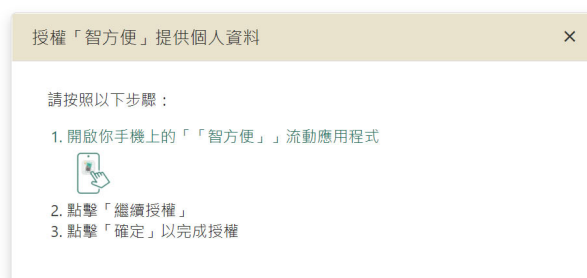 授權「智方便」提供個人資料
請按照以下步驟：
1. 開啟你手機上的「「智方便」」流動應用程式
2. 點擊「繼續授權」
3. 點擊「確定」以完成授權